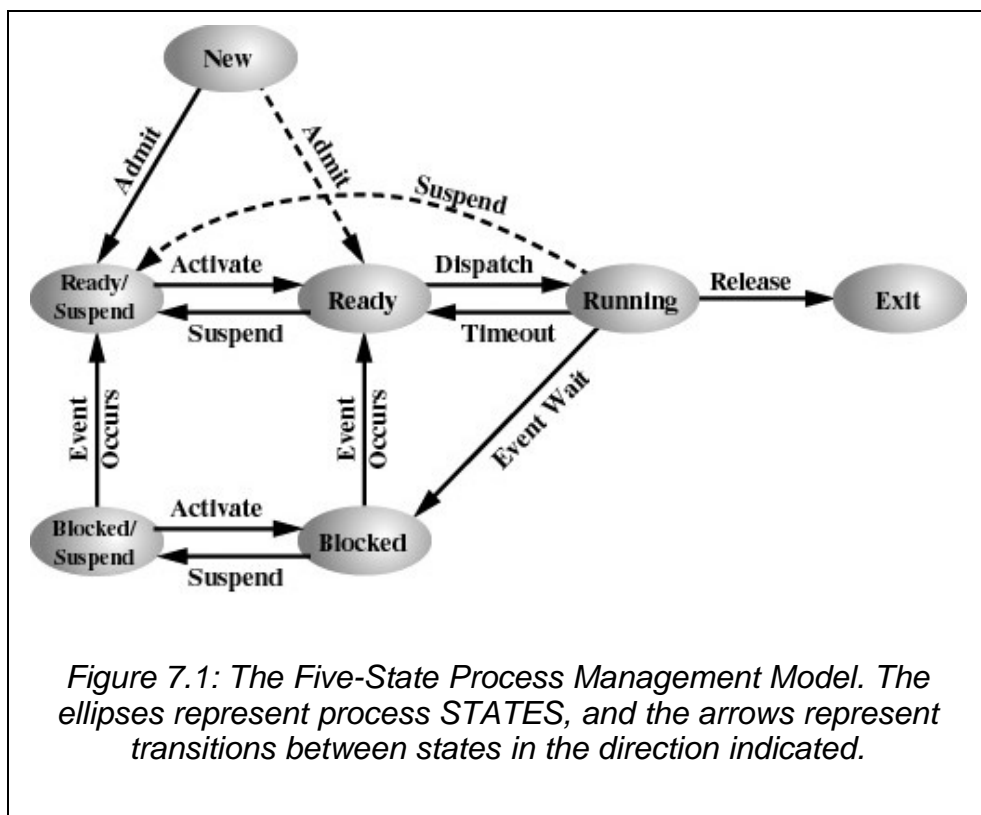 New
Admit
Admit
Suspend
Ready/
Suspend
Activate
Suspend
Ready
Dispatch
Timeout
Running
Release
Exit
Event
Occurs
Event
Occurs
Event Wait
Blocked/
Suspend
Activate
Suspend
Blocked
Figure 7.1: The Five-State Process Management Model. The
ellipses represent process STATES, and the arrows represent
transitions between states in the direction indicated.